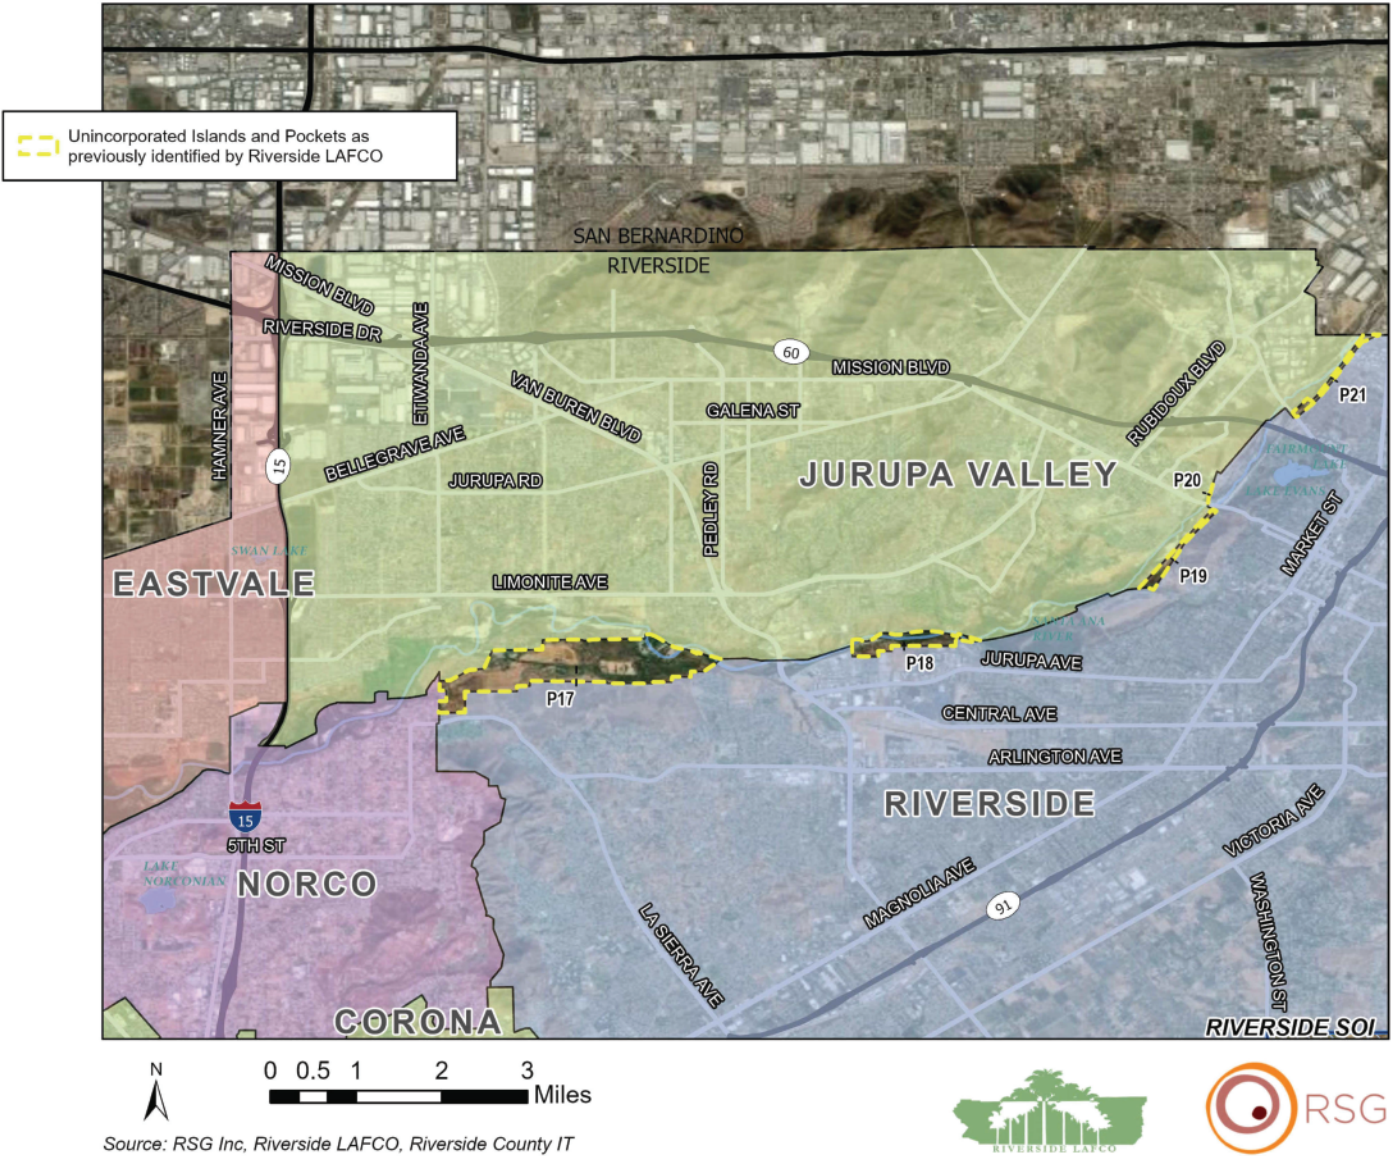 Unincorporated Islands and Pockets as
previously identified by Riverside LAFCO
SAN BERNARDINO
RIVERSIDE
MISSION BLVD
RIVERSIDE DR
ETIWANDA AVE
HAMNER AVE
60
MISSION BLVD
VAN BUREN BLVD
GALENA ST
RUBIDOUX BLVD
P21
BELLEGRAVE AVE
15
JURUPA RD
PEDLEY RD
JURUPA VALLEY
FAIRMOUNT
LAKE
P20
LAKE EVANS
MARKET ST
SWAN LAKE
EASTVALE
LIMONITE AVE
P19
SANTA ANA
RIVER
P18
JURUPA AVE
P17
CENTRAL AVE
ARLINGTON AVE
RIVERSIDE
15
5TH ST
VICTORIA AVE
LAKE
NORCONIAN
NORCO
MAGNOLIA AVE
91
LA SIERRA AVE
WASHINGTON ST
CORONA
RIVERSIDE SOI
N
0 0.5 1 2 3
Miles
Source: RSG Inc, Riverside LAFCO, Riverside County IT
RIVERSIDE LAFCO
RSG